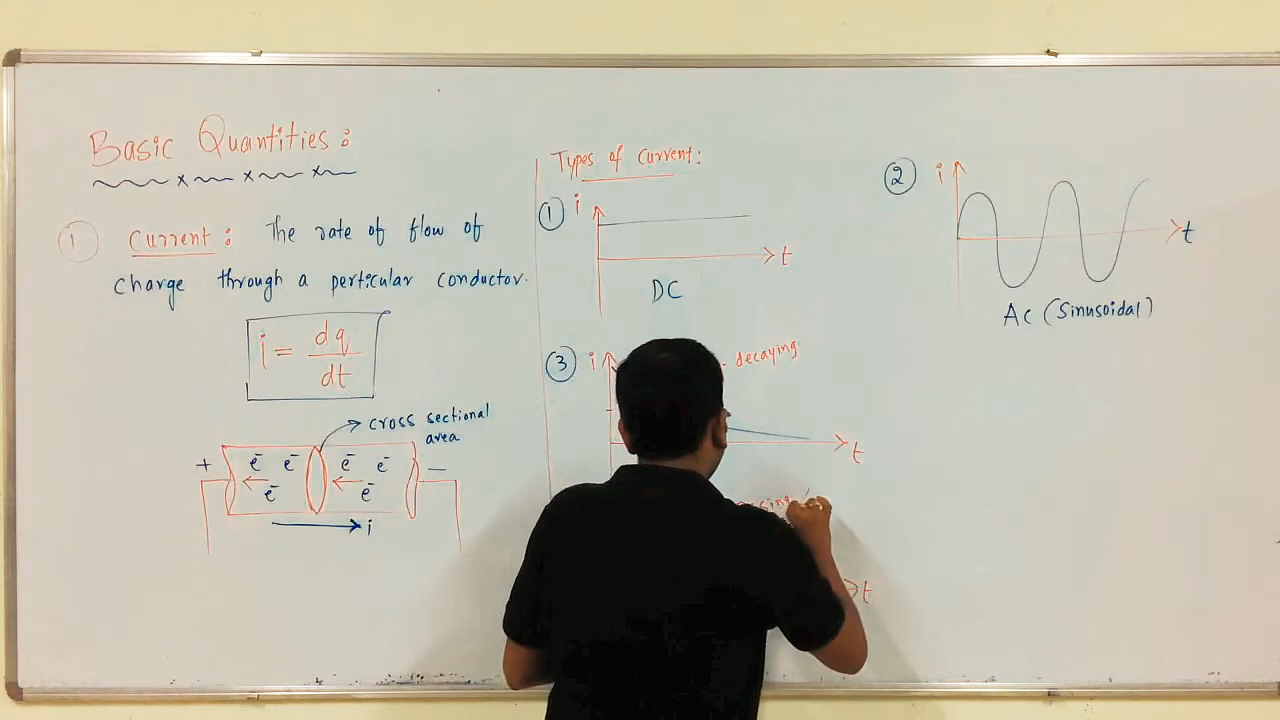 Basic Quantities:
① Current: The rate of flow of
charge through a perticular conductor.
i = dq/dt
cross sectional
area
+ e⁻ e⁻ e⁻ e⁻ −
e⁻ e⁻
i
Types of Current:
① i
t
DC
② i
t
AC (Sinusoidal)
③ i
decaying
t
t